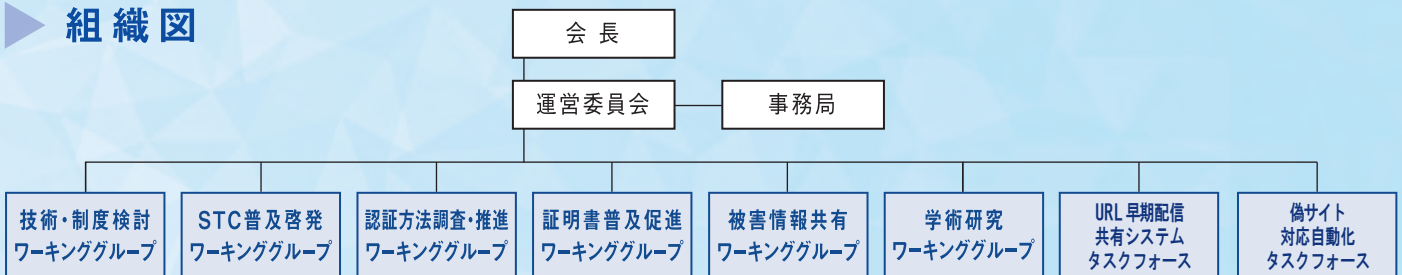 組織図
会長
運営委員会
事務局
技術・制度検討
ワーキンググループ
STC普及啓発
ワーキンググループ
認証方法調査・推進
ワーキンググループ
証明書普及促進
ワーキンググループ
被害情報共有
ワーキンググループ
学術研究
ワーキンググループ
URL早期配信
共有システム
タスクフォース
偽サイト
対応自動化
タスクフォース